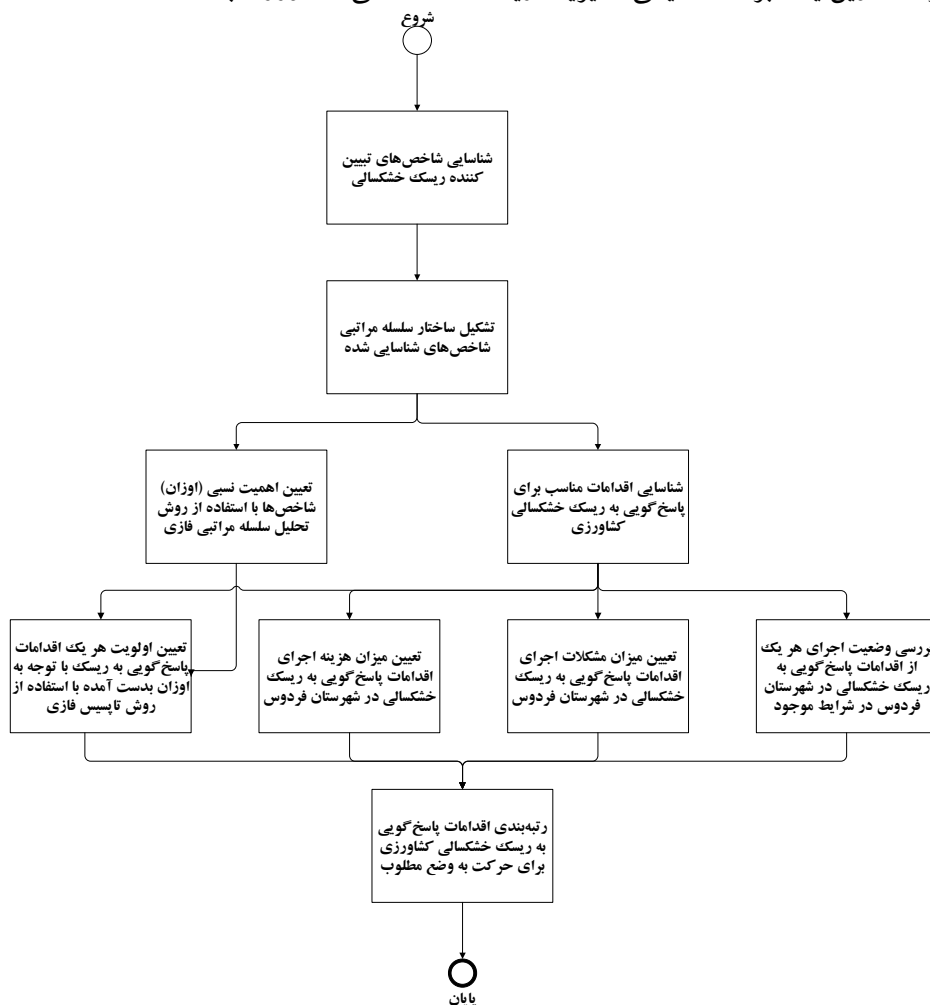 شروع
شناسایی شاخص‌های تبیین
کننده ریسک خشکسالی
تشکیل ساختار سلسله مراتبی
شاخص‌های شناسایی شده
شناسایی اقدامات مناسب برای
پاسخ‌گویی به ریسک خشکسالی
کشاورزی
تعیین اهمیت نسبی (اوزان)
شاخص‌ها با استفاده از روش
تحلیل سلسله مراتبی فازی
بررسی وضعیت اجرای هر یک
از اقدامات پاسخ‌گویی به
ریسک خشکسالی در شهرستان
فردوس در شرایط موجود
تعیین میزان مشکلات اجرای
اقدامات پاسخ‌گویی به ریسک
خشکسالی در شهرستان فردوس
تعیین میزان هزینه اجرای
اقدامات پاسخ‌گویی به ریسک
خشکسالی در شهرستان فردوس
تعیین اولویت هر یک اقدامات
پاسخ‌گویی به ریسک با توجه به
اوزان بدست آمده با استفاده از
روش تاپسیس فازی
رتبه‌بندی اقدامات پاسخ‌گویی
به ریسک خشکسالی کشاورزی
برای حرکت به وضع مطلوب
پایان